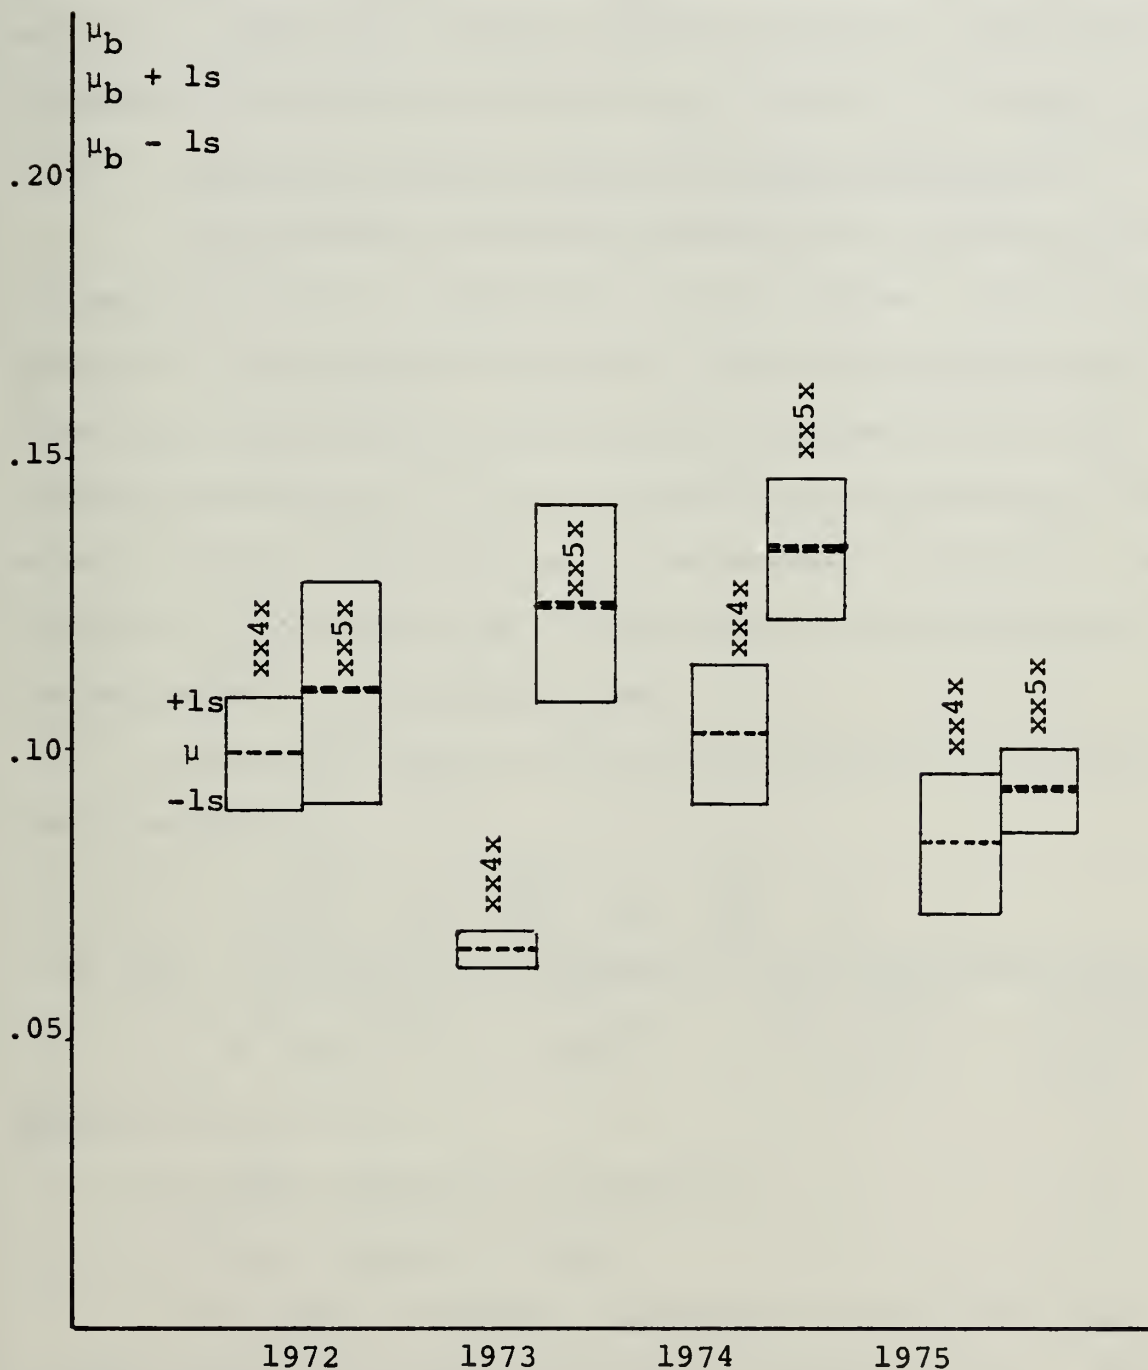 μb
μb + 1s
μb - 1s
.20
xx5x
.15
xx5x
xx4x
xx4x
xx5x
xx5x
xx4x
+1s
μ
.10
-1s
xx4x
.05
1972 1973 1974 1975